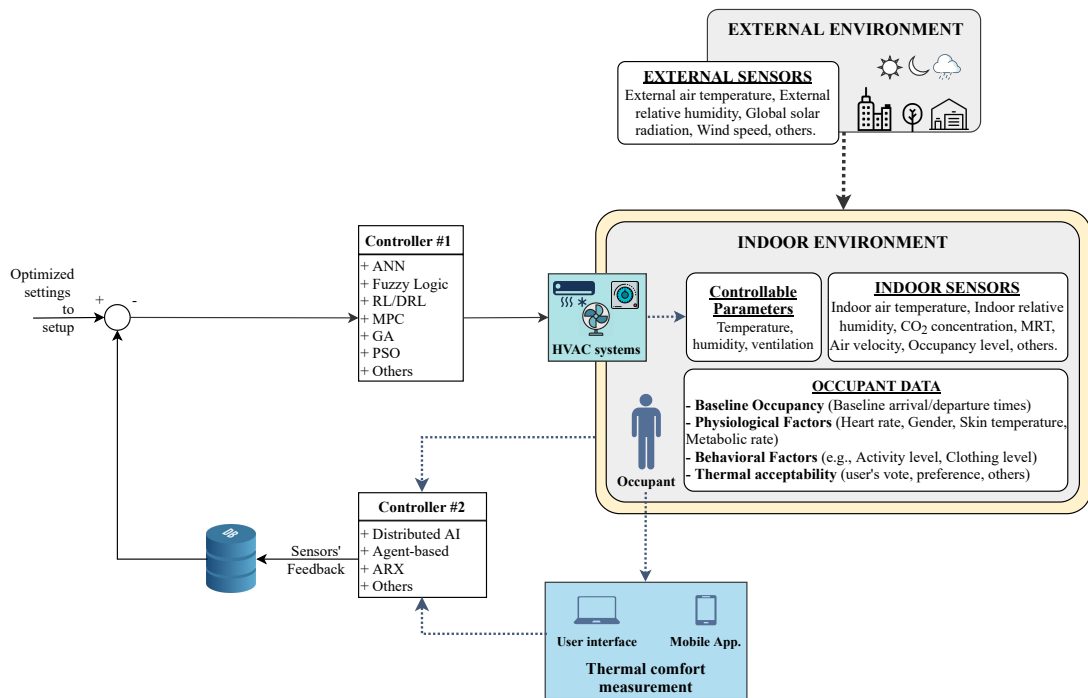 EXTERNAL ENVIRONMENT
EXTERNAL SENSORS
External air temperature, External
relative humidity, Global solar
radiation, Wind speed, others.
INDOOR ENVIRONMENT
Controller #1
+ ANN
+ Fuzzy Logic
+ RL/DRL
+ MPC
+ GA
+ PSO
+ Others
Optimized
settings
to
setup
+
-
HVAC systems
Controllable
Parameters
Temperature,
humidity, ventilation
INDOOR SENSORS
Indoor air temperature, Indoor relative
humidity, CO2 concentration, MRT,
Air velocity, Occupancy level, others.
OCCUPANT DATA
- Baseline Occupancy (Baseline arrival/departure times)
- Physiological Factors (Heart rate, Gender, Skin temperature,
Metabolic rate)
- Behavioral Factors (e.g., Activity level, Clothing level)
- Thermal acceptability (user's vote, preference, others)
Occupant
Controller #2
+ Distributed AI
+ Agent-based
+ ARX
+ Others
DB
Sensors'
Feedback
User interface
Mobile App.
Thermal comfort
measurement